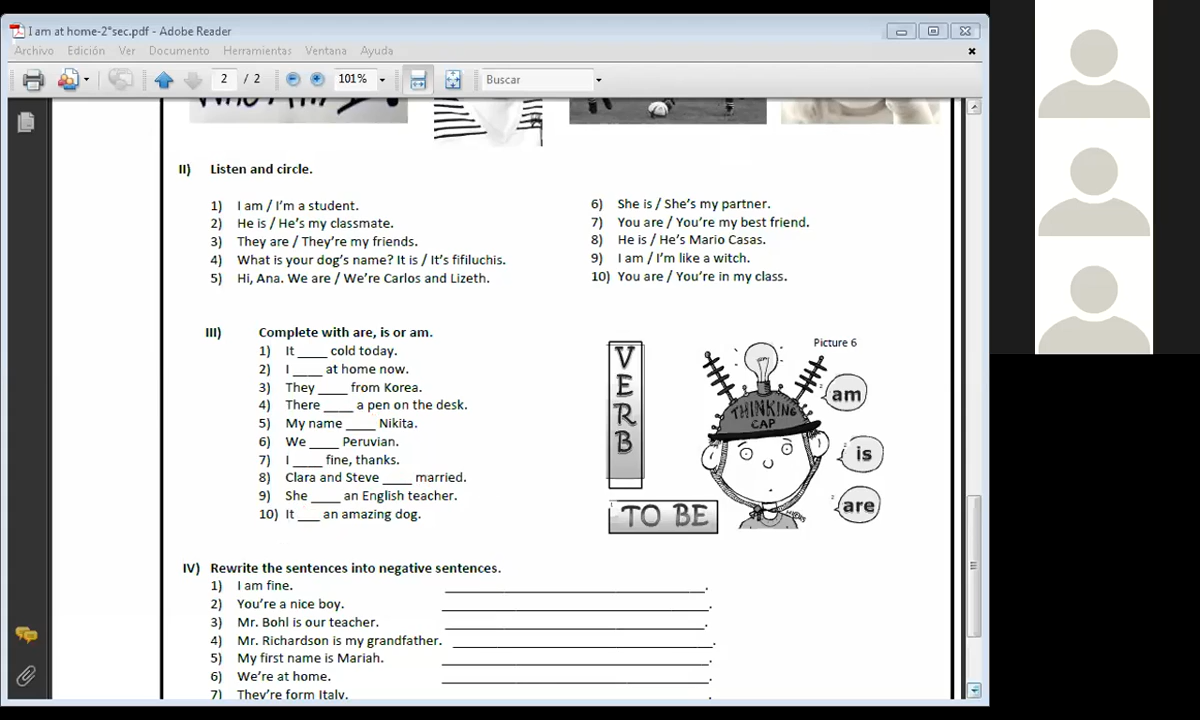 I am at home-2°sec.pdf - Adobe Reader
Archivo Edición Ver Documento Herramientas Ventana Ayuda
2 / 2 101% Buscar
II) Listen and circle.
1) I am / I'm a student.
2) He is / He's my classmate.
3) They are / They're my friends.
4) What is your dog's name? It is / It's fifiluchis.
5) Hi, Ana. We are / We're Carlos and Lizeth.
6) She is / She's my partner.
7) You are / You're my best friend.
8) He is / He's Mario Casas.
9) I am / I'm like a witch.
10) You are / You're in my class.
III) Complete with are, is or am.
1) It ____ cold today.
2) I ____ at home now.
3) They ____ from Korea.
4) There ____ a pen on the desk.
5) My name ____ Nikita.
6) We ____ Peruvian.
7) I ____ fine, thanks.
8) Clara and Steve ____ married.
9) She ____ an English teacher.
10) It ___ an amazing dog.
VERB
TO BE
Picture 6
THINKING
CAP
am
is
are
IV) Rewrite the sentences into negative sentences.
1) I am fine. ______________________________.
2) You're a nice boy. ______________________________.
3) Mr. Bohl is our teacher. ______________________________.
4) Mr. Richardson is my grandfather. ______________________________.
5) My first name is Mariah. ______________________________.
6) We're at home. ______________________________.
7) They're form Italy. ______________________________.